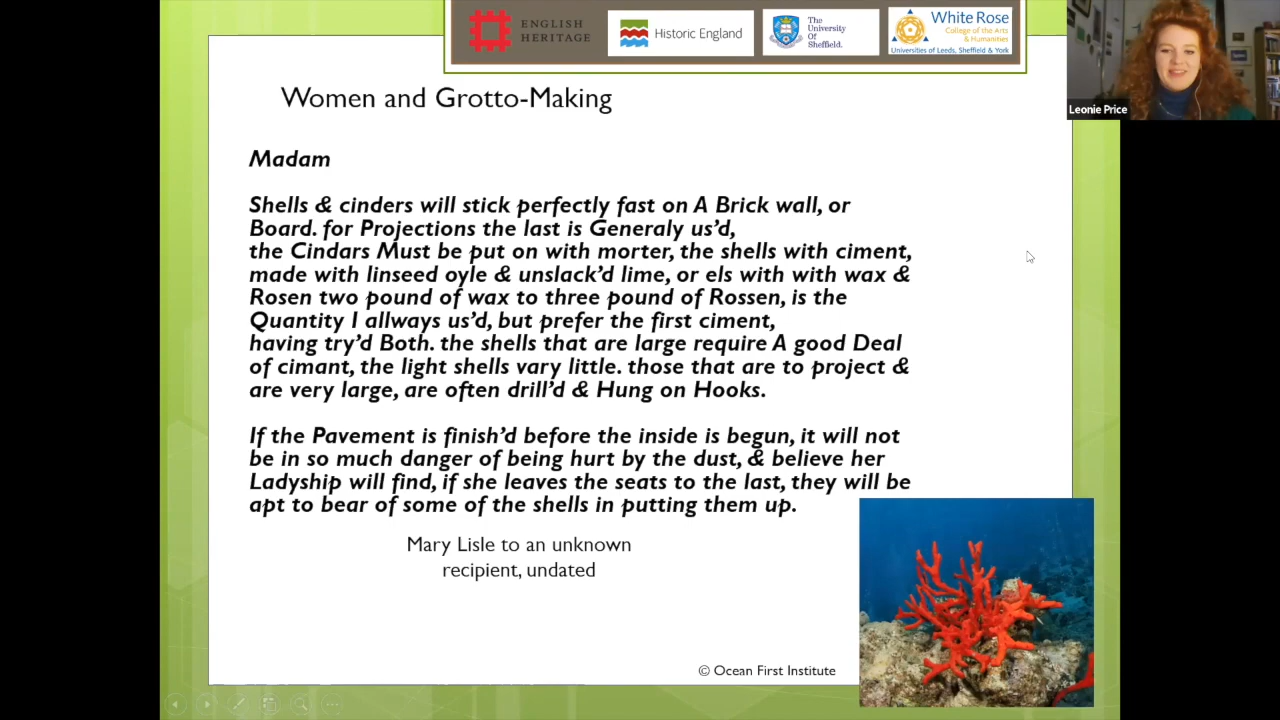 ENGLISH
HERITAGE
Historic England
The
University
Of
Sheffield.
White Rose
College of the Arts
& Humanities
Universities of Leeds, Sheffield & York
Leonie Price
Women and Grotto-Making
Madam
Shells & cinders will stick perfectly fast on A Brick wall, or
Board. for Projections the last is Generaly us'd,
the Cindars Must be put on with morter, the shells with ciment,
made with linseed oyle & unslack'd lime, or els with with wax &
Rosen two pound of wax to three pound of Rossen, is the
Quantity I allways us'd, but prefer the first ciment,
having try'd Both. the shells that are large require A good Deal
of cimant, the light shells vary little. those that are to project &
are very large, are often drill'd & Hung on Hooks.
If the Pavement is finish'd before the inside is begun, it will not
be in so much danger of being hurt by the dust, & believe her
Ladyship will find, if she leaves the seats to the last, they will be
apt to bear of some of the shells in putting them up.
Mary Lisle to an unknown
recipient, undated
© Ocean First Institute